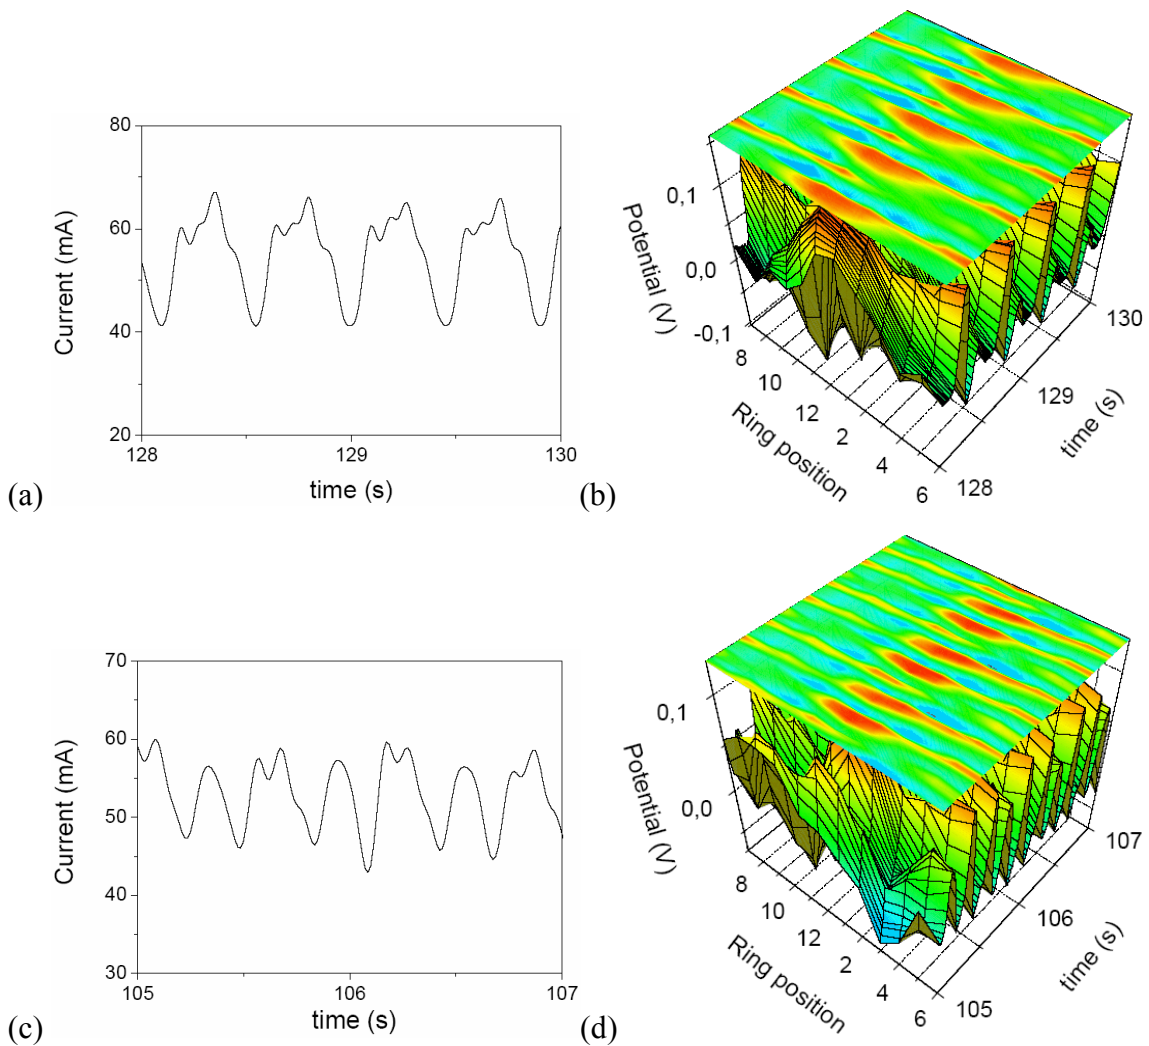 80
60
40
20
Current (mA)
128
129
130
time (s)
(a)
0,1
0,0
-0,1
Potential (V)
8
10
12
2
4
6
Ring position
128
129
130
time (s)
(b)
70
60
50
40
30
Current (mA)
105
106
107
time (s)
(c)
0,1
0,0
Potential (V)
8
10
12
2
4
6
Ring position
105
106
107
time (s)
(d)